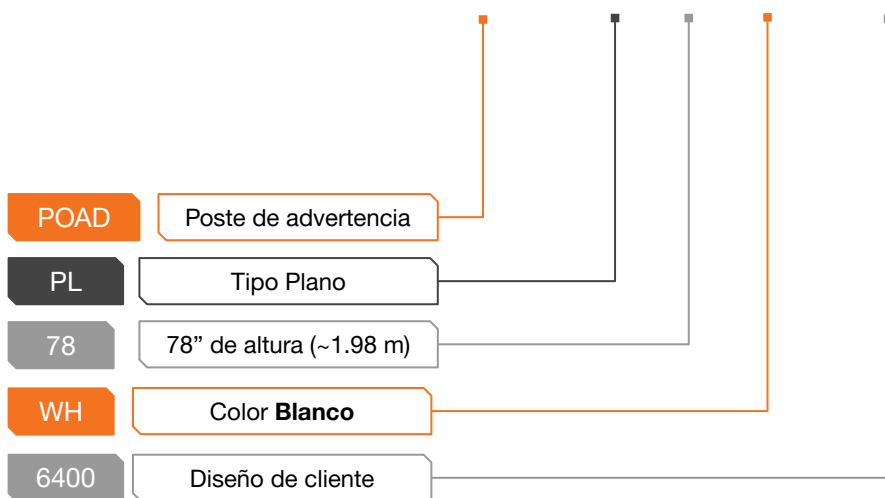 POAD Poste de advertencia
PL Tipo Plano
78 78” de altura (~1.98 m)
WH Color Blanco
6400 Diseño de cliente